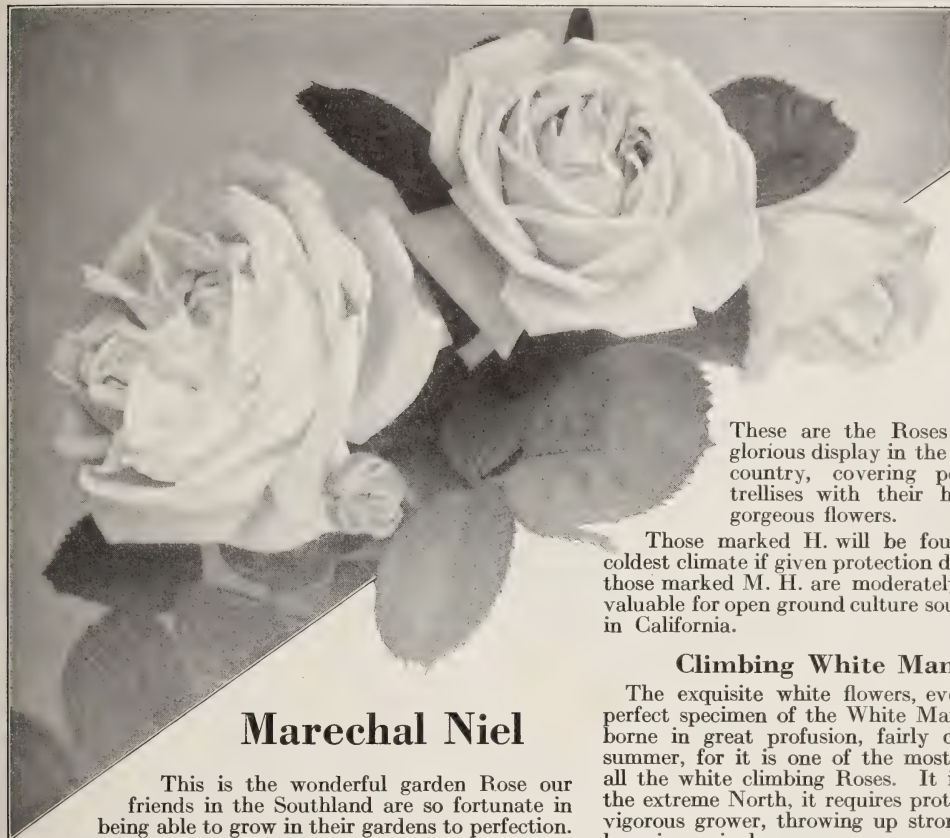 Marechal Niel
This is the wonderful garden Rose our
friends in the Southland are so fortunate in
being able to grow in their gardens to perfection.
These are the Roses
glorious display in the
country, covering
trellises with their
gorgeous flowers.
Those marked H. will be
coldest climate if given protection
those marked M. H. are
valuable for open ground culture
in California.
Climbing White
The exquisite white flowers,
perfect specimen of the White
borne in great profusion, fairly
summer, for it is one of the most
all the white climbing Roses. It
the extreme North, it requires
vigorous grower, throwing up